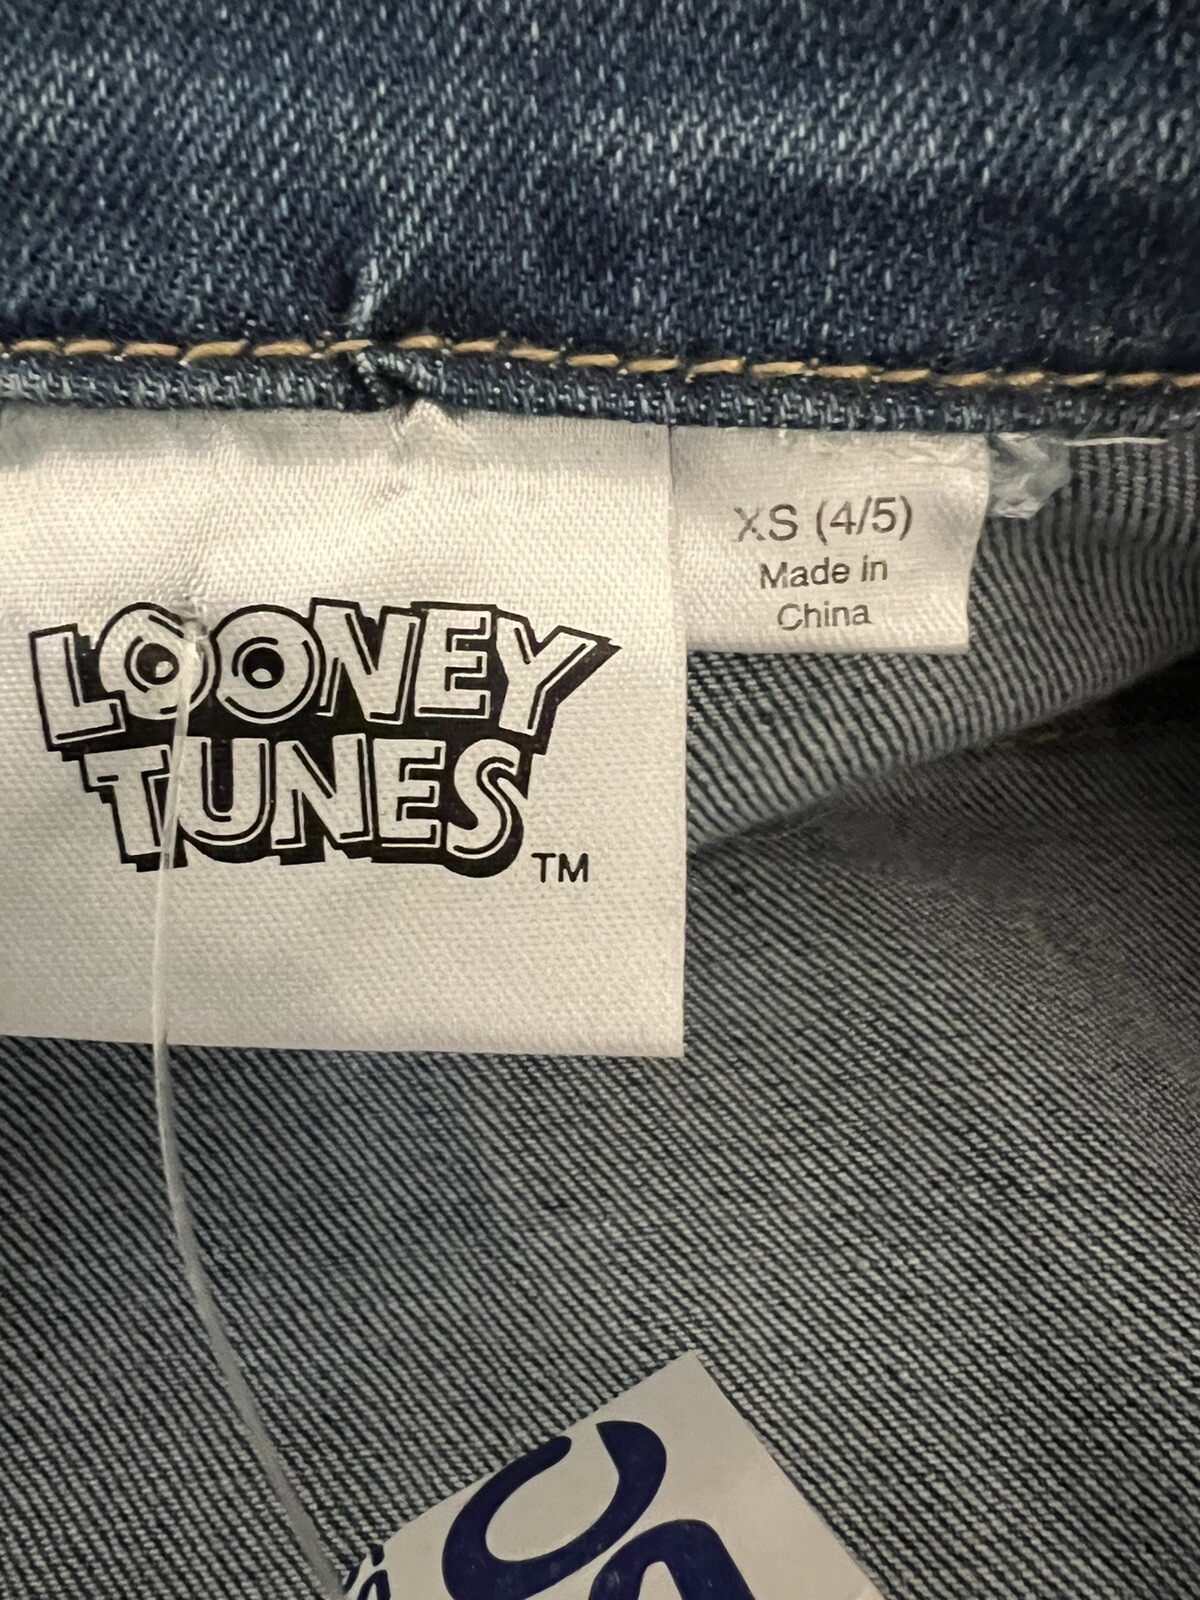 LOONEY
TUNES
TM
XS (4/5)
Made in
China